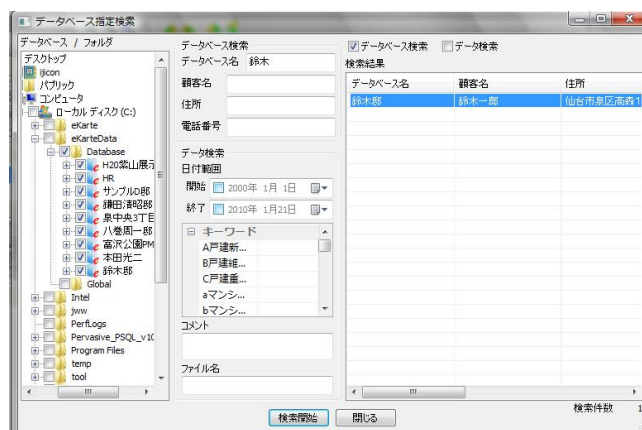 データベース指定検索
データベース / フォルダ
デスクトップ
ijicon
パブリック
コンピュータ
ローカル ディスク (C:)
eKarte
eKarteData
Database
H20紫山展示
HR
サンプルD邸
鎌田清昭邸
泉中央3丁目
八巻周一郎
富沢公園PM
本田光二
鈴木邸
Global
Intel
jww
PerfLogs
Pervasive_PSQL_v10
Program Files
temp
tool
データベース検索
データベース名 鈴木
顧客名
住所
電話番号
データ検索
日付範囲
開始 2000年 1月 1日
終了 2010年 1月21日
キーワード
A戸建新...
B戸建維...
C戸建重...
aマンシ...
bマンシ...
コメント
ファイル名
データベース検索 データ検索
検索結果
データベース名 顧客名 住所
鈴木邸 鈴木一郎 仙台市泉区高森1
検索件数 1
検索開始 閉じる